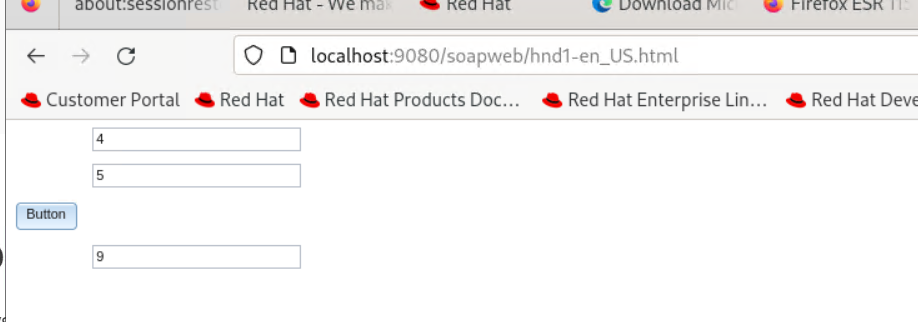 about:sessionrest Red Hat - We mak Red Hat Download Mic Firefox ESR 115
localhost:9080/soapweb/hnd1-en_US.html
Customer Portal Red Hat Red Hat Products Doc... Red Hat Enterprise Lin... Red Hat Deve
4
5
Button
9